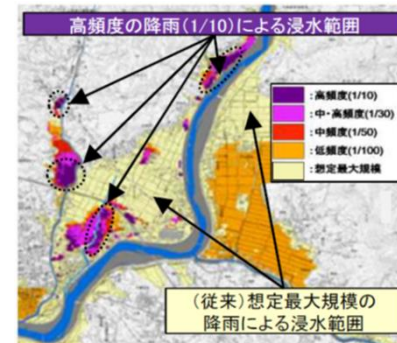 高頻度の降雨(1/10)による浸水範囲
:高頻度(1/10)
:中・高頻度(1/30)
:中頻度(1/50)
:低頻度(1/100)
:想定最大規模
(従来)想定最大規模の
降雨による浸水範囲